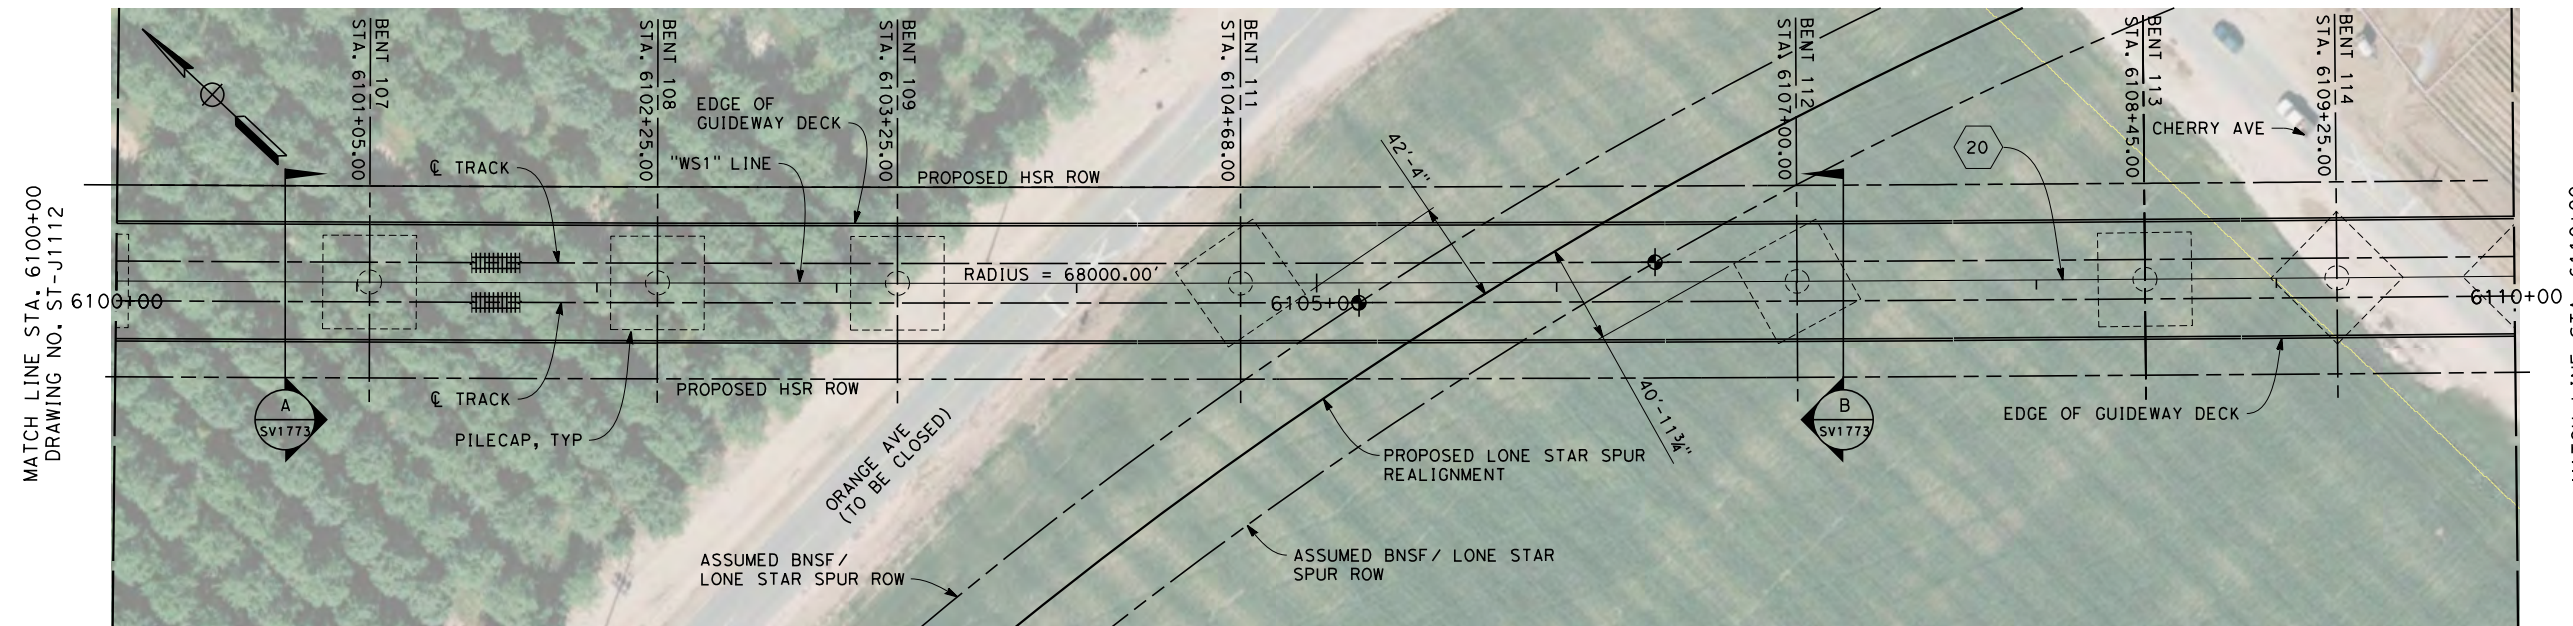 BENT 107
STA. 6101+05.00
BENT 108
STA. 6102+25.00
BENT 109
STA. 6103+25.00
BENT 111
STA. 6104+68.00
BENT 112
STA. 6107+00.00
BENT 113
STA. 6108+45.00
BENT 114
STA. 6109+25.00
EDGE OF
GUIDEWAY DECK
"WS1" LINE
℄ TRACK
PROPOSED HSR ROW
42'-4"
20
CHERRY AVE
MATCH LINE STA. 6100+00
DRAWING NO. ST-J1112
6100+00
RADIUS = 68000.00'
6105+0
6110+00
℄ TRACK
PROPOSED HSR ROW
A
SV1773
PILECAP, TYP
ORANGE AVE
(TO BE CLOSED)
40'-11¾"
B
SV1773
EDGE OF GUIDEWAY DECK
PROPOSED LONE STAR SPUR
REALIGNMENT
ASSUMED BNSF/
LONE STAR SPUR ROW
ASSUMED BNSF/ LONE STAR
SPUR ROW